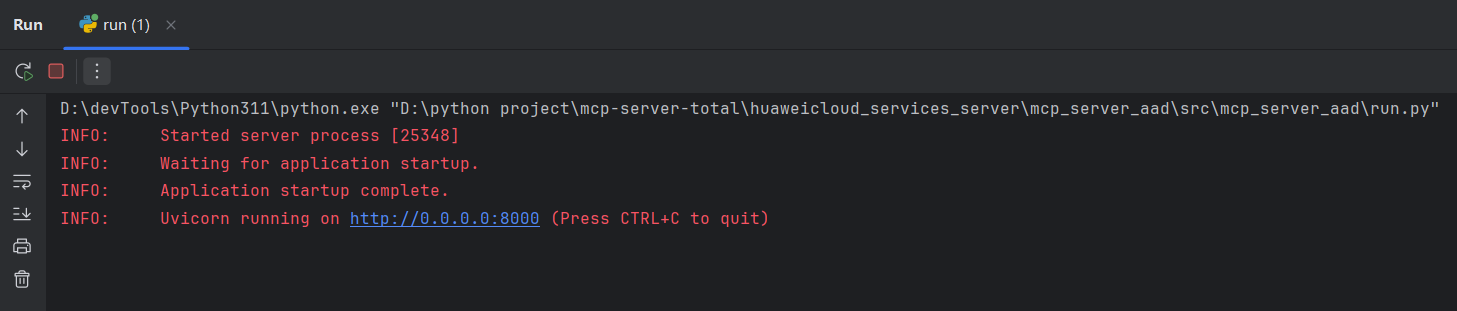 Run run (1)
D:\devTools\Python311\python.exe "D:\python project\mcp-server-total\huaweicloud_services_server\mcp_server_aad\src\mcp_server_aad\run.py"
INFO:     Started server process [25348]
INFO:     Waiting for application startup.
INFO:     Application startup complete.
INFO:     Uvicorn running on http://0.0.0.0:8000 (Press CTRL+C to quit)